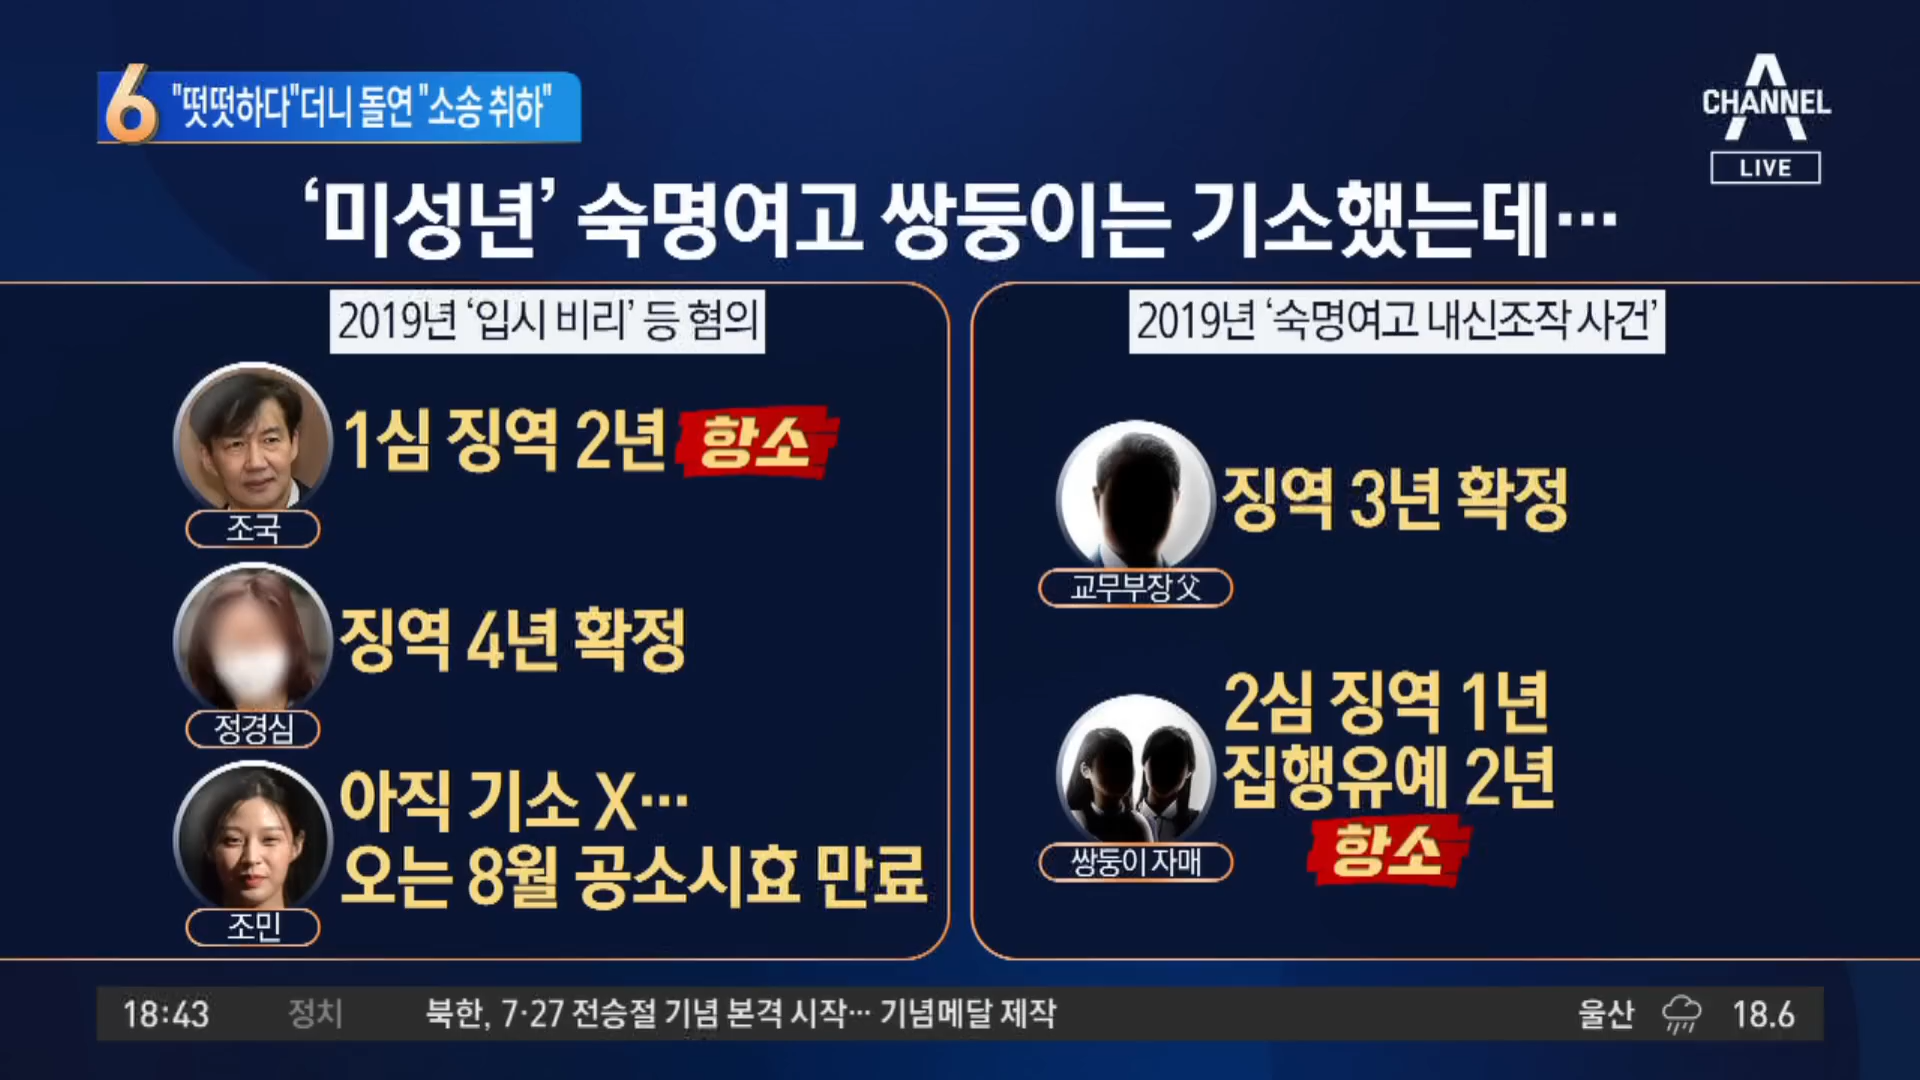 6 "떳떳하다"더니 돌연 "소송 취하"
CHANNEL A
LIVE
‘미성년’ 숙명여고 쌍둥이는 기소했는데…
2019년 ‘입시 비리’ 등 혐의
1심 징역 2년 항소
조국
징역 4년 확정
정경심
아직 기소 X…
오는 8월 공소시효 만료
조민
2019년 ‘숙명여고 내신조작 사건’
징역 3년 확정
교무부장 父
2심 징역 1년
집행유예 2년
항소
쌍둥이 자매
18:43 정치 북한, 7·27 전승절 기념 본격 시작… 기념메달 제작 울산 18.6